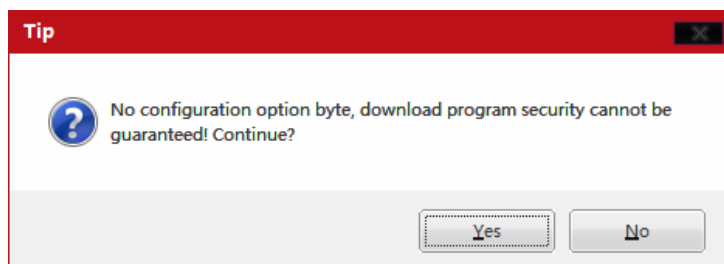 Tip
No configuration option byte, download program security cannot be
guaranteed! Continue?
Yes
No